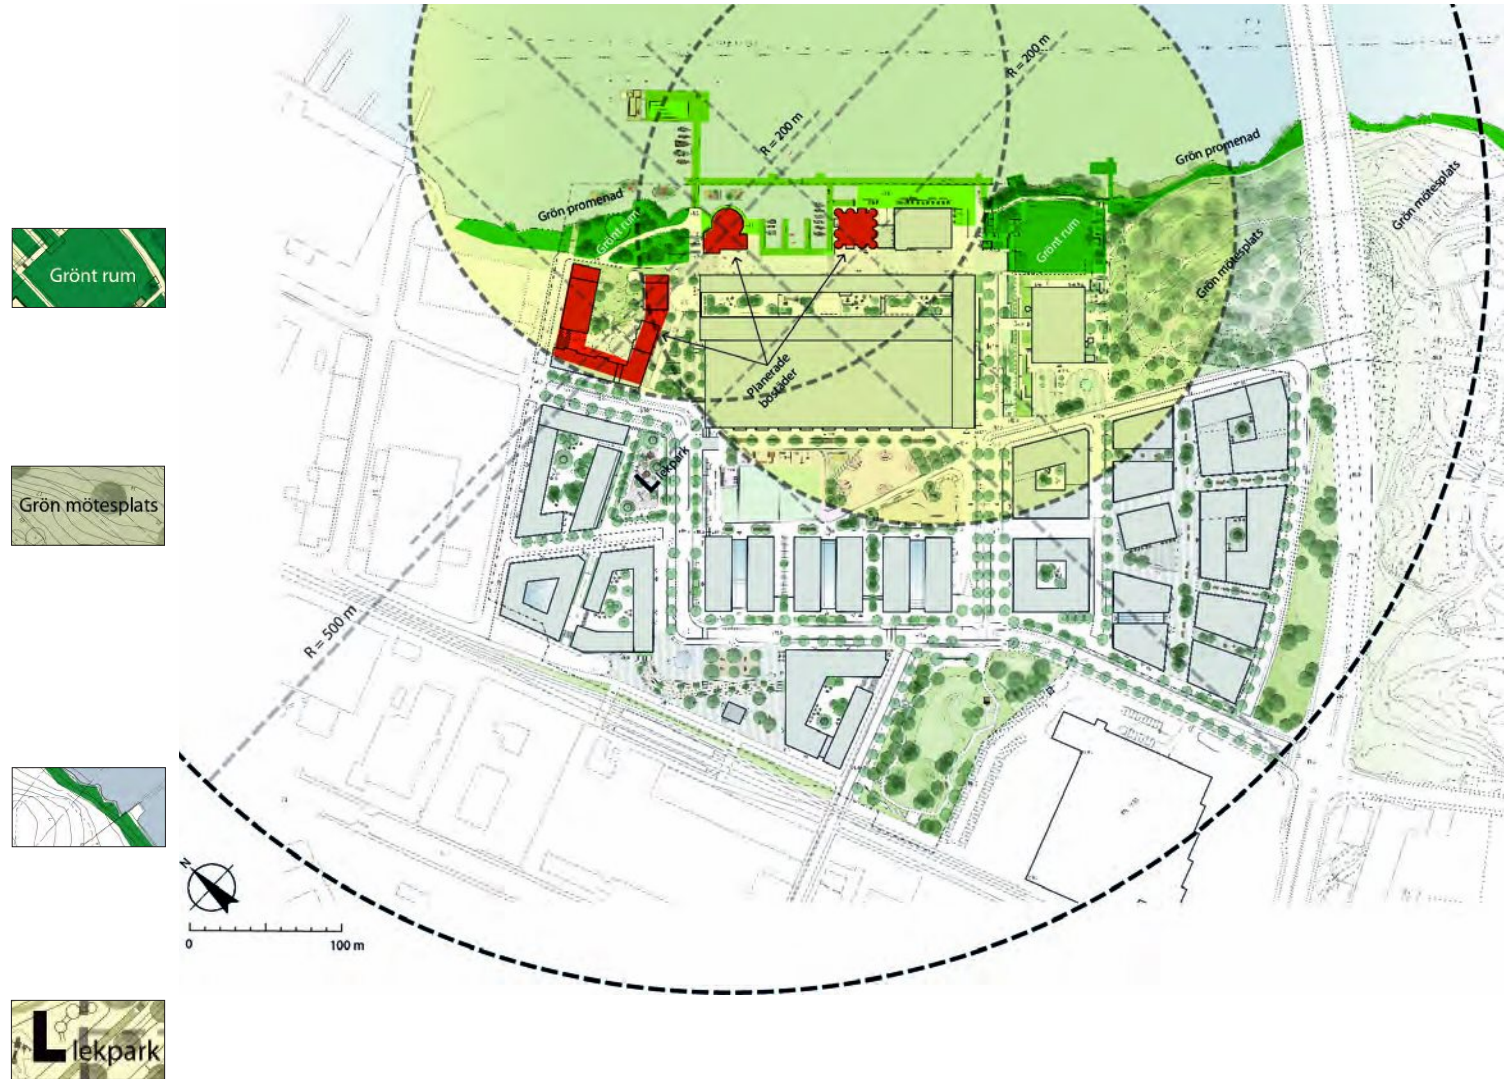 R = 200 m
R = 200 m
Grön promenad
Grön promenad
Grön mötesplats
Grönt rum
Grönt rum
Grön mötesplats
Grönt rum
Planerade
bostäder
L lekpark
Grön mötesplats
R = 500 m
N
0 100 m
L lekpark